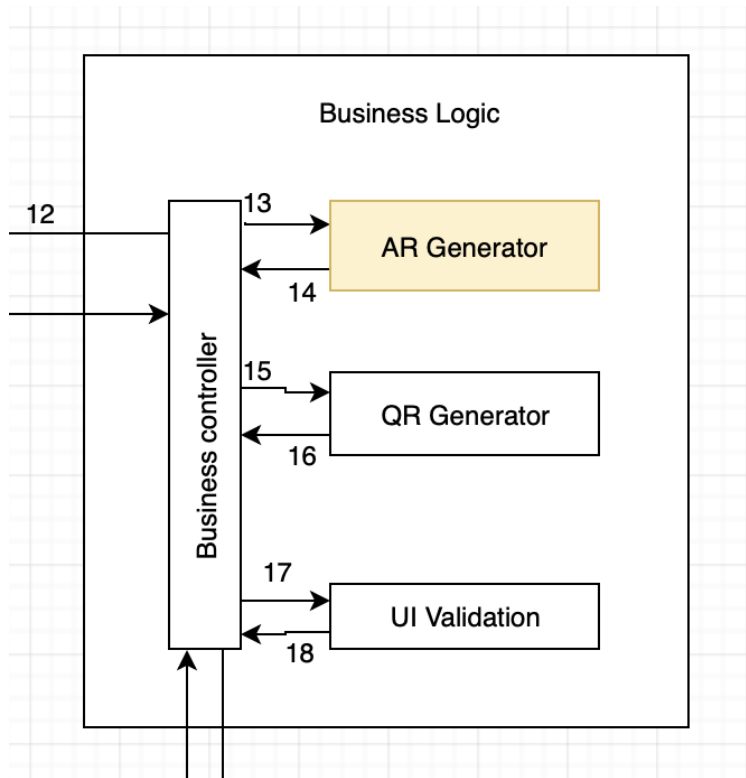 Business Logic
12
13
AR Generator
14
Business controller
15
QR Generator
16
17
UI Validation
18